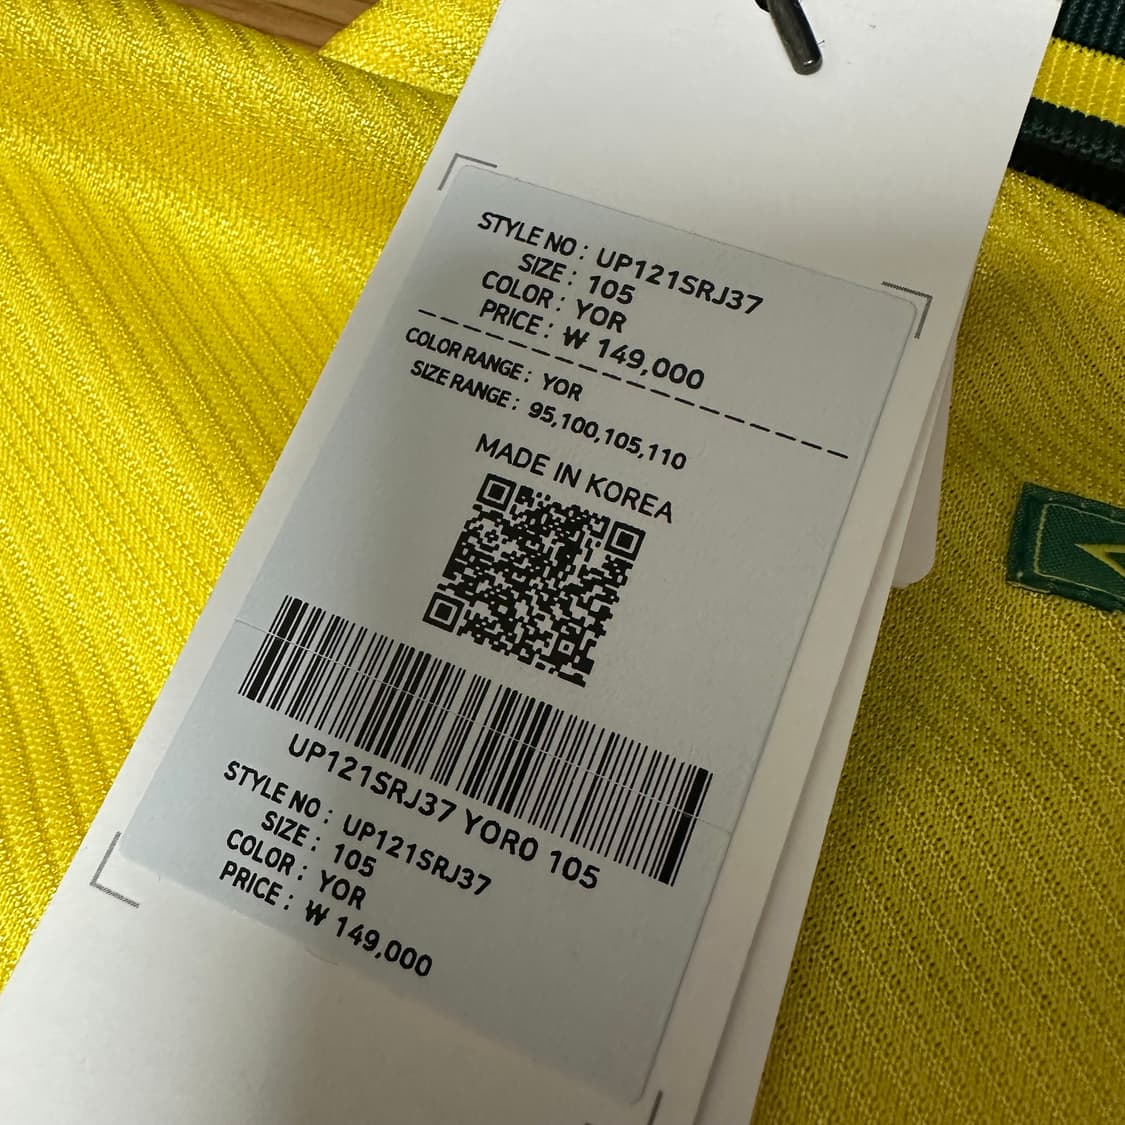 STYLE NO : UP121SRJ37
SIZE : 105
COLOR : YOR
PRICE : ₩ 149,000
COLOR RANGE : YOR
SIZE RANGE : 95,100,105,110
MADE IN KOREA
UP121SRJ37 YORO 105
STYLE NO : UP121SRJ37
SIZE : 105
COLOR : YOR
PRICE : ₩ 149,000